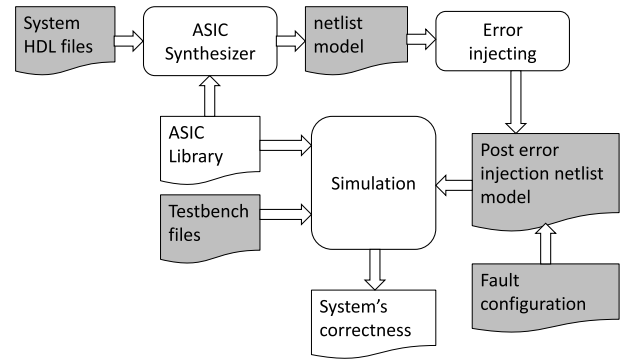 System
HDL files
ASIC
Synthesizer
netlist
model
Error
injecting
ASIC
Library
Simulation
Post error
injection netlist
model
Testbench
files
Fault
configuration
System's
correctness